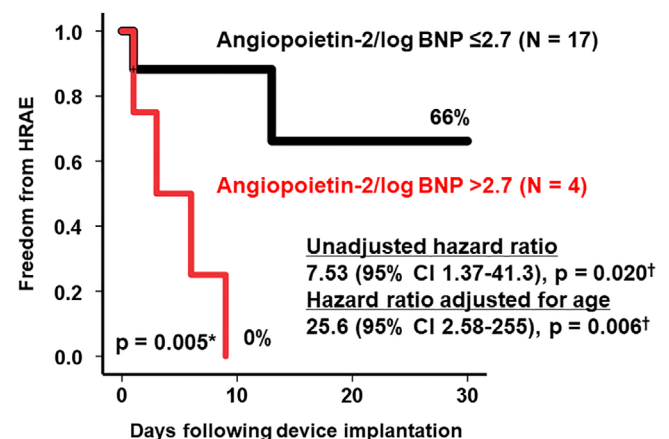 Freedom from HRAE
1.0
0.8
0.6
0.4
0.2
0.0
Angiopoietin-2/log BNP ≤2.7 (N = 17)
66%
Angiopoietin-2/log BNP >2.7 (N = 4)
Unadjusted hazard ratio
7.53 (95% CI 1.37-41.3), p = 0.020†
Hazard ratio adjusted for age
25.6 (95% CI 2.58-255), p = 0.006†
p = 0.005* 0%
0 10 20 30
Days following device implantation